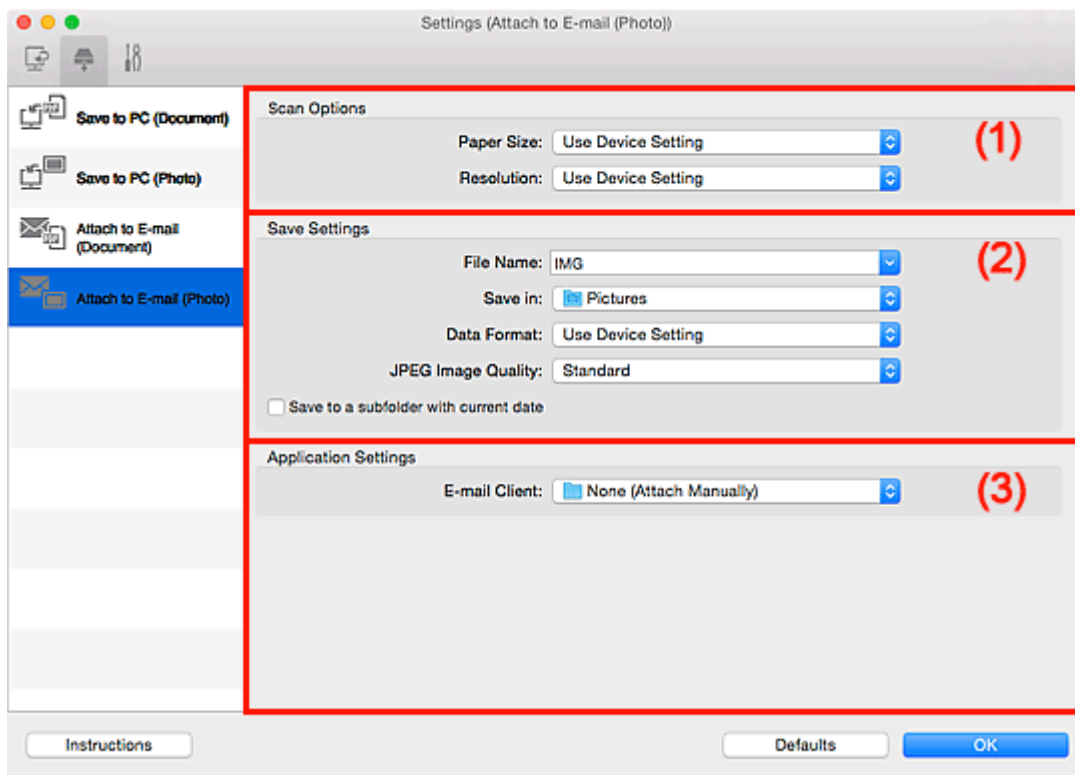 Settings (Attach to E-mail (Photo))
Save to PC (Document)
Save to PC (Photo)
Attach to E-mail
(Document)
Attach to E-mail (Photo)
Scan Options
(1)
Paper Size: Use Device Setting
Resolution: Use Device Setting
Save Settings
(2)
File Name: IMG
Save in: Pictures
Data Format: Use Device Setting
JPEG Image Quality: Standard
Save to a subfolder with current date
Application Settings
(3)
E-mail Client: None (Attach Manually)
Instructions Defaults OK